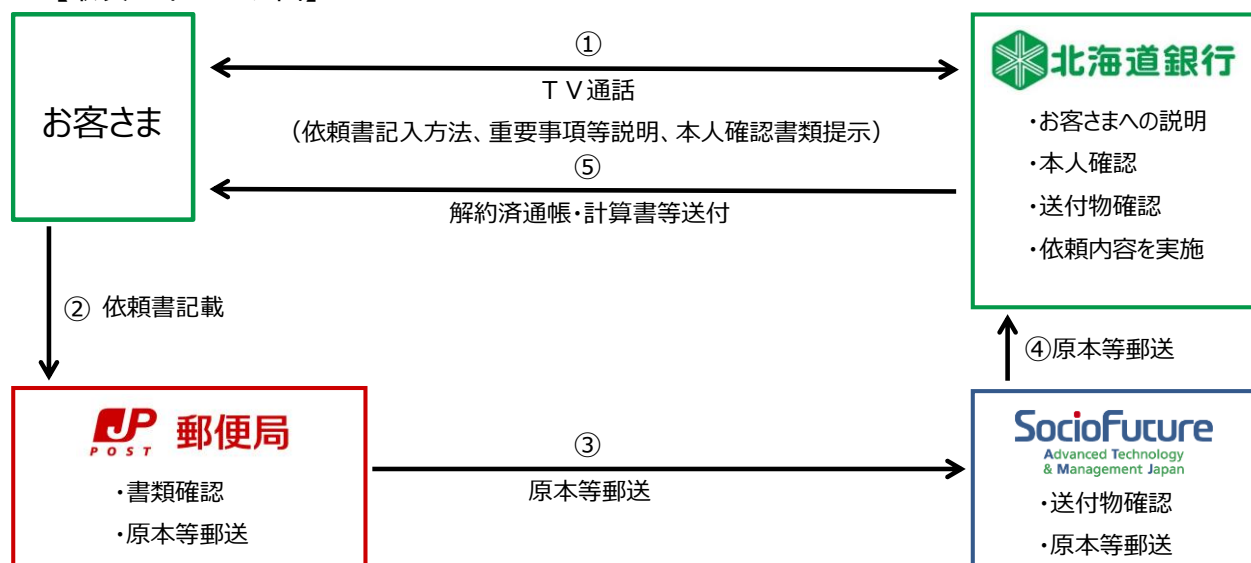 ①
ＴＶ通話
（依頼書記入方法、重要事項等説明、本人確認書類提示）
⑤
解約済通帳・計算書等送付
お客さま
北海道銀行
・お客さまへの説明
・本人確認
・送付物確認
・依頼内容を実施
② 依頼書記載
④原本等郵送
JP
POST
郵便局
・書類確認
・原本等郵送
③
原本等郵送
SocioFuture
Advanced Technology
& Management Japan
・送付物確認
・原本等郵送